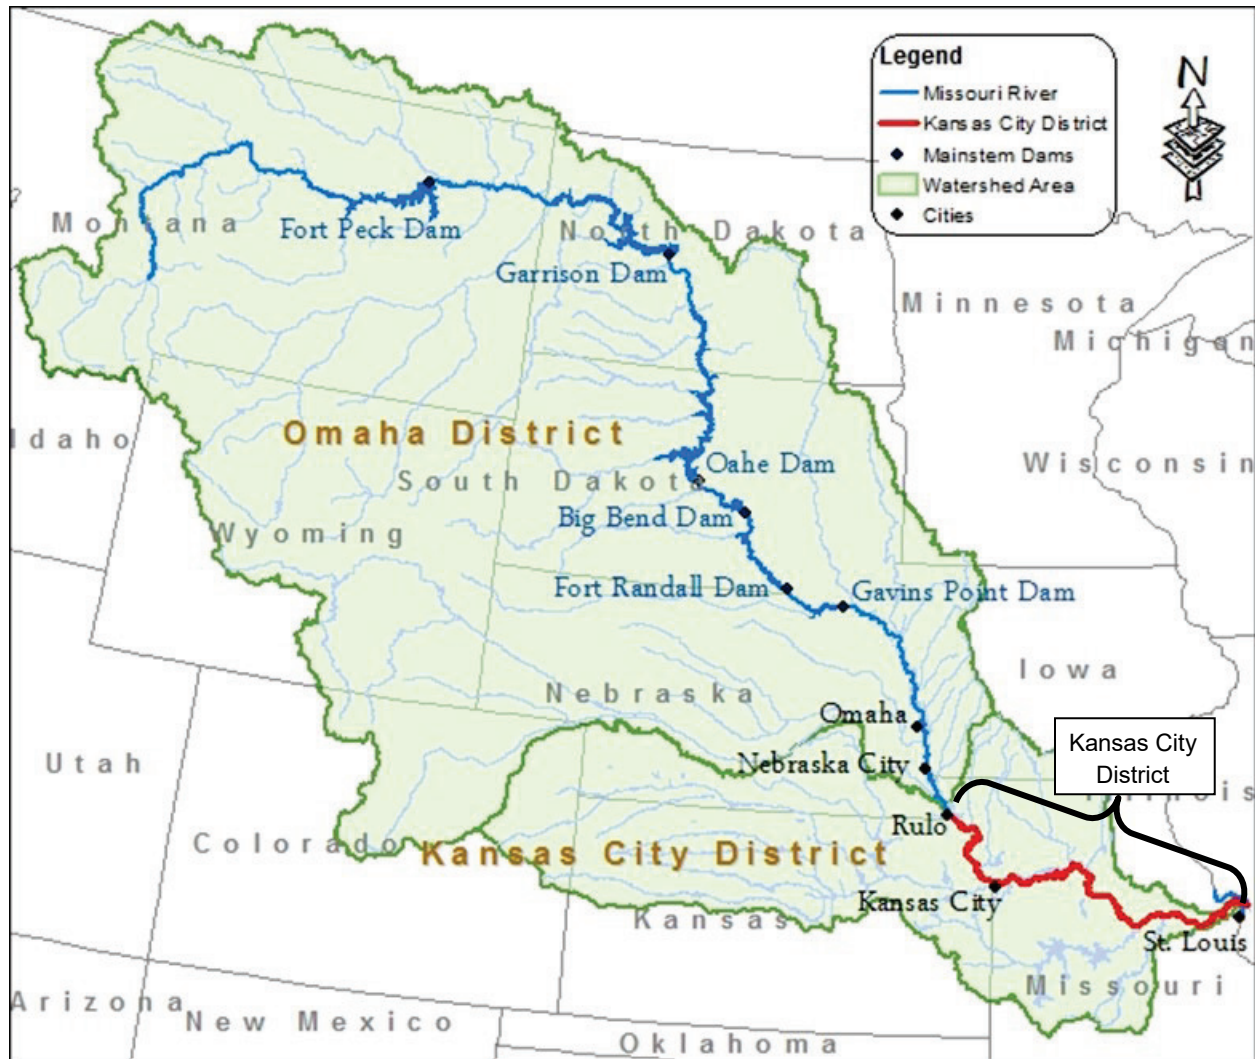 Legend
Missouri River
Kansas City District
Mainstem Dams
Watershed Area
Cities
N
Montana
Fort Peck Dam
North Dakota
Garrison Dam
Minnesota
Michigan
Idaho
Omaha District
Oahe Dam
South Dakota
Wisconsin
Big Bend Dam
Wyoming
Fort Randall Dam
Gavins Point Dam
Iowa
Nebraska
Omaha
Kansas City
District
Utah
Nebraska City
Illinois
Rulo
Colorado
Kansas City District
Kansas City
Kansas
St. Louis
Missouri
Arizona
New Mexico
Oklahoma